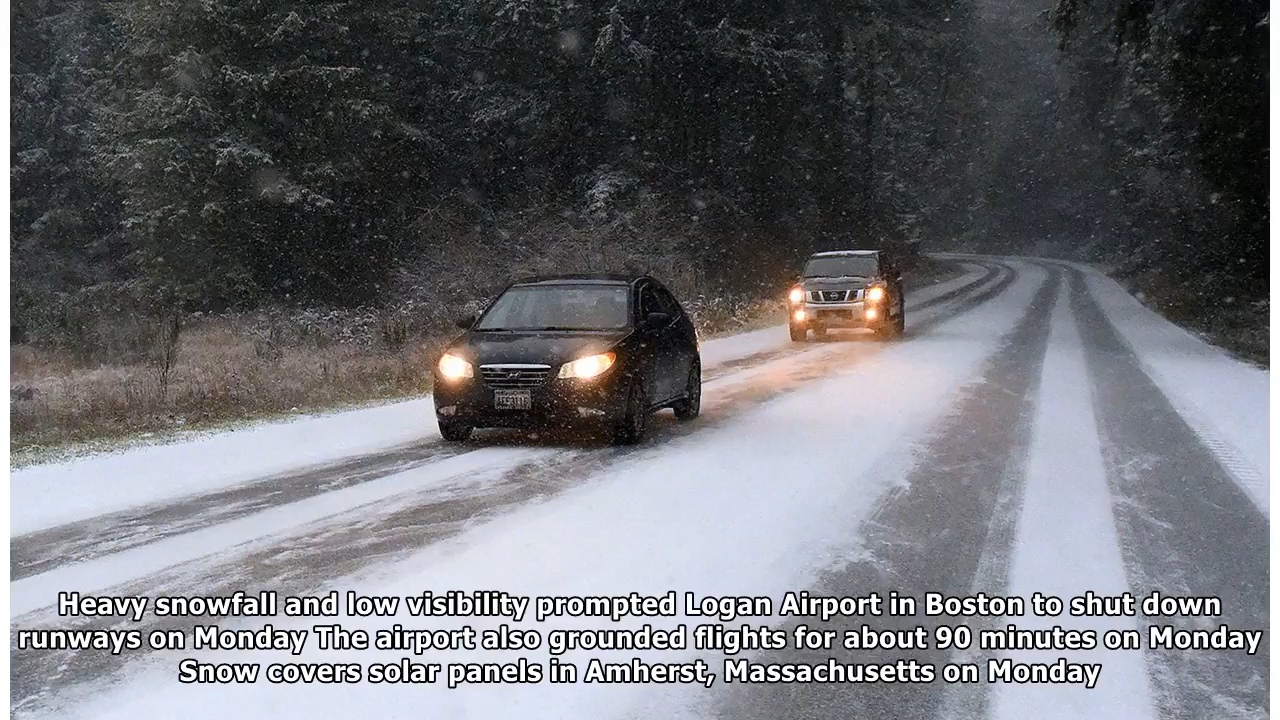 Heavy snowfall and low visibility prompted Logan Airport in Boston to shut down
runways on Monday The airport also grounded flights for about 90 minutes on Monday
Snow covers solar panels in Amherst, Massachusetts on Monday